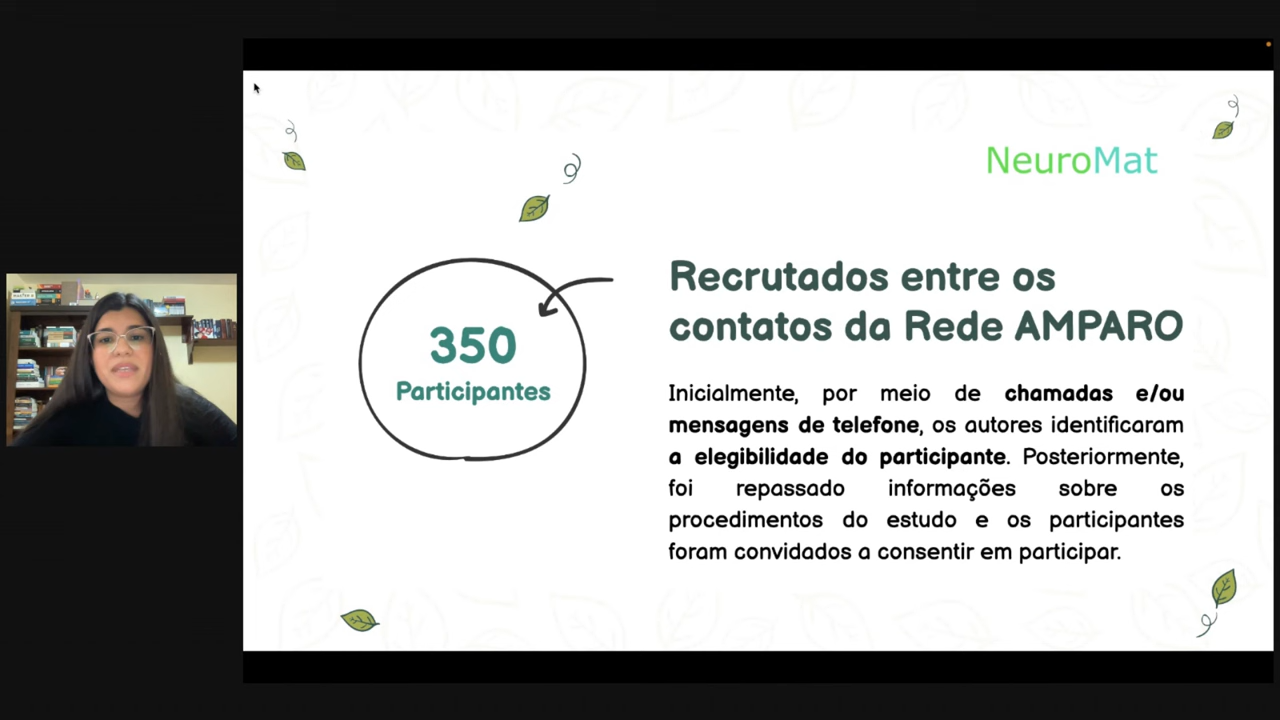 NeuroMat
350
Participantes
Recrutados entre os
contatos da Rede AMPARO
Inicialmente, por meio de chamadas e/ou
mensagens de telefone, os autores identificaram
a elegibilidade do participante. Posteriormente,
foi repassado informações sobre os
procedimentos do estudo e os participantes
foram convidados a consentir em participar.